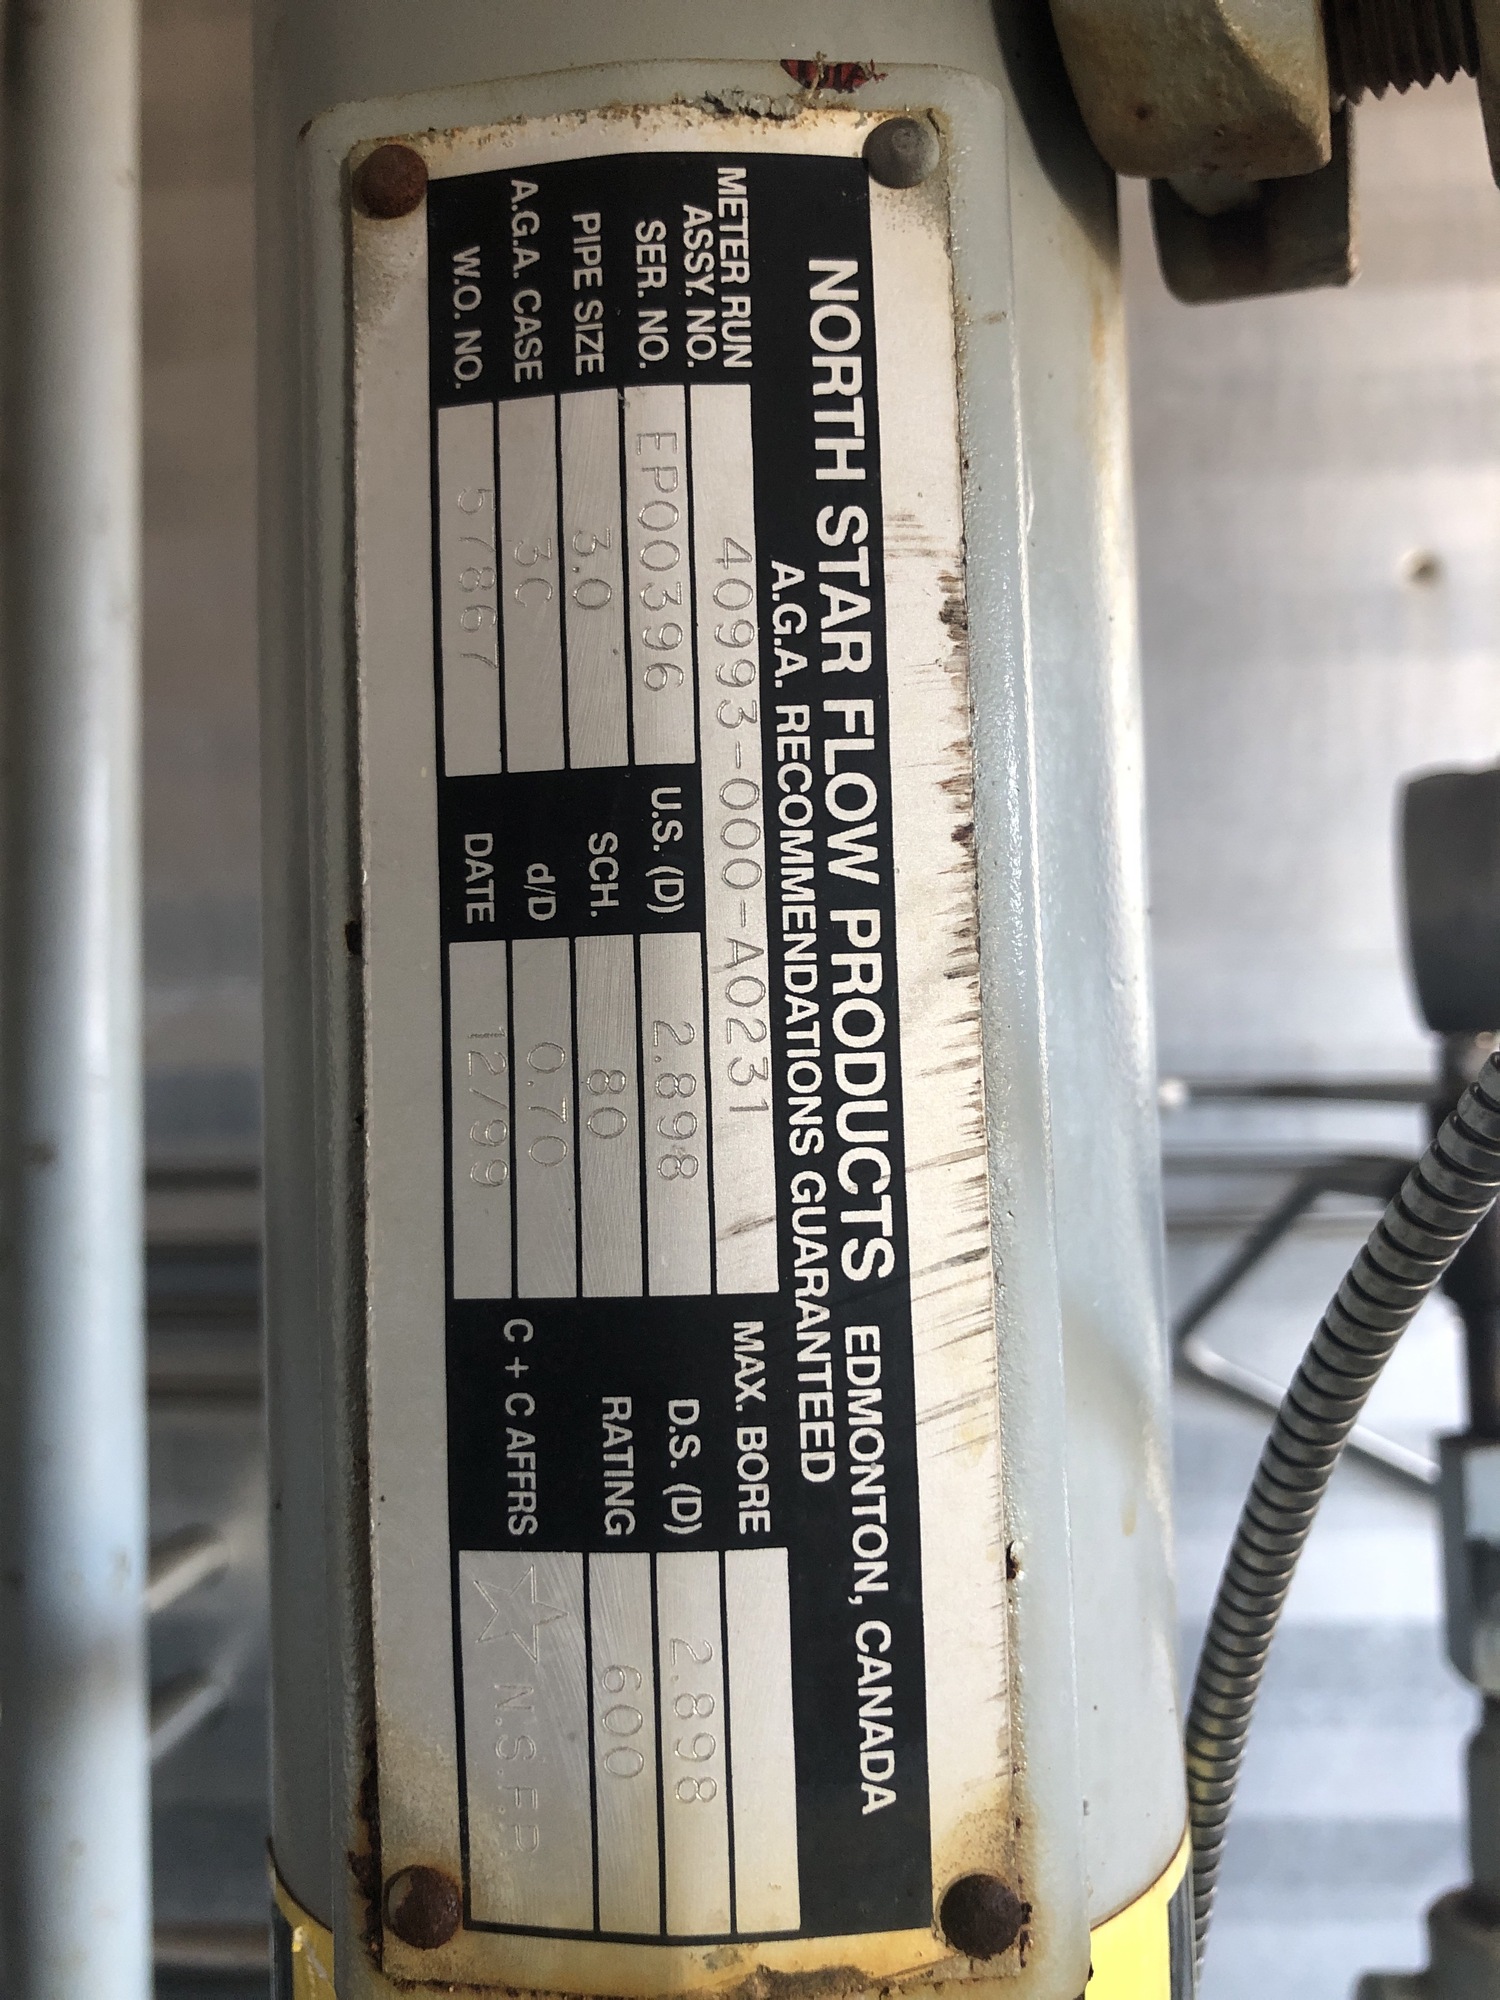 NORTH STAR FLOW PRODUCTS EDMONTON, CANADA
A.G.A. RECOMMENDATIONS GUARANTEED
METER RUN
ASSY. NO. 40993-000-A0231 MAX. BORE
SER. NO. EP00396 U.S. (D) 2.898 D.S. (D) 2.898
PIPE SIZE 3.0 SCH. 80 RATING 600
A.G.A. CASE 3C d/D 0.70 C + C AFFRS N.S.F.P
W.O. NO. 57867 DATE 12/99